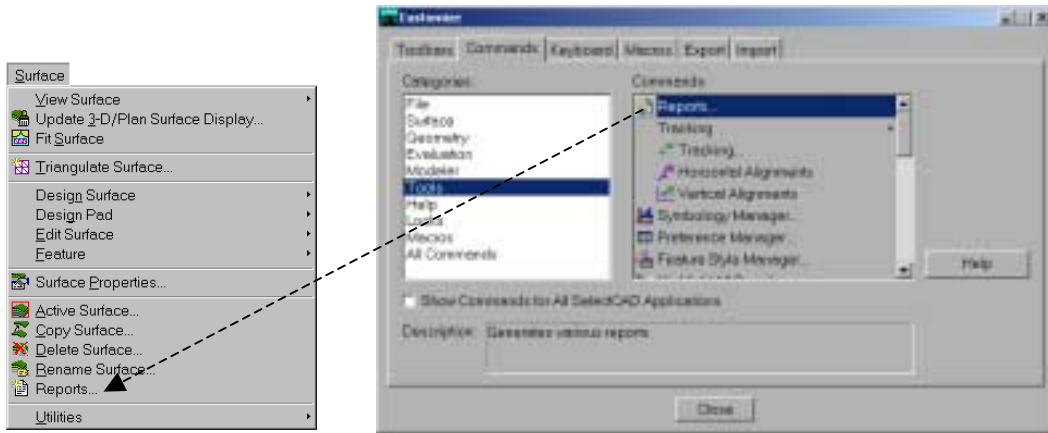 Surface
View Surface
Update 3-D/Plan Surface Display...
Fit Surface
Triangulate Surface...
Design Surface
Design Pad
Edit Surface
Feature
Surface Properties...
Active Surface...
Copy Surface...
Delete Surface...
Rename Surface...
Reports...
Utilities
Customize
Toolbars Commands Keyboard Macros Export Import
Categories:
File
Surface
Geometry
Evaluation
Modeler
Tools
Help
Locks
Macros
All Commands
Commands
Reports...
Tracking
Tracking...
Horizontal Alignments
Vertical Alignments
Symbology Manager...
Preference Manager...
Feature Style Manager...
Help
Show Commands for All SelectCAD Applications
Description: Generates various reports
Close